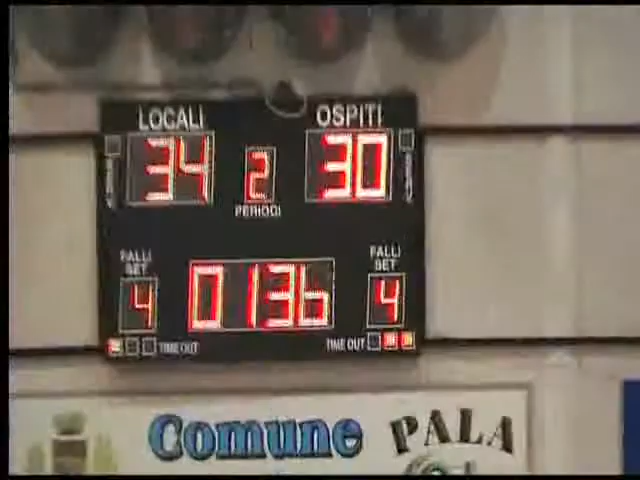 LOCALI OSPITI
34 2 30
PERIODI
FALLI SET FALLI SET
4 0136 4
TIME OUT TIME OUT
Comune PALA